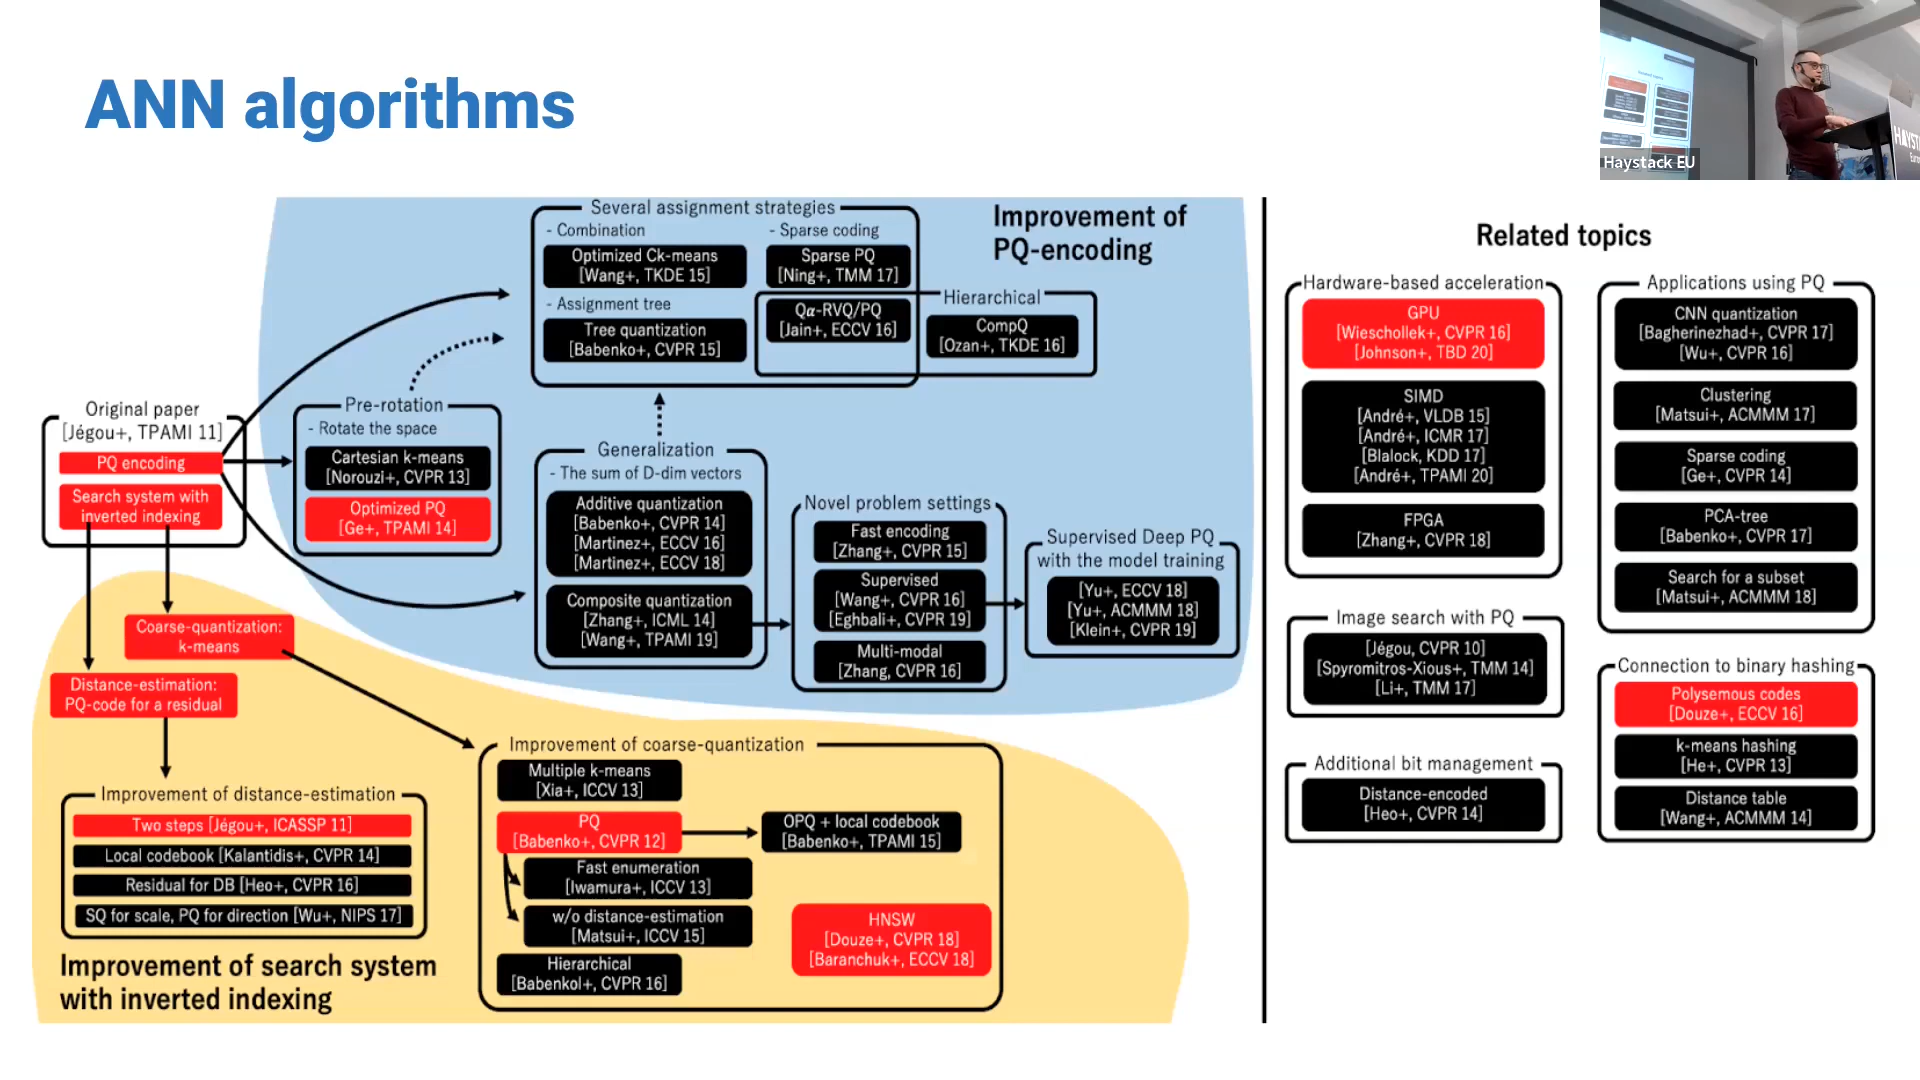 ANN algorithms
Haystack EU
Original paper
[Jégou+, TPAMI 11]
PQ encoding
Search system with
inverted indexing
Improvement of
PQ-encoding
Several assignment strategies
- Combination
Optimized Ck-means
[Wang+, TKDE 15]
- Assignment tree
Tree quantization
[Babenko+, CVPR 15]
- Sparse coding
Sparse PQ
[Ning+, TMM 17]
Qα-RVQ/PQ
[Jain+, ECCV 16]
Hierarchical
CompQ
[Ozan+, TKDE 16]
Pre-rotation
- Rotate the space
Cartesian k-means
[Norouzi+, CVPR 13]
Optimized PQ
[Ge+, TPAMI 14]
Generalization
- The sum of D-dim vectors
Additive quantization
[Babenko+, CVPR 14]
[Martinez+, ECCV 16]
[Martinez+, ECCV 18]
Composite quantization
[Zhang+, ICML 14]
[Wang+, TPAMI 19]
Novel problem settings
Fast encoding
[Zhang+, CVPR 15]
Supervised
[Wang+, CVPR 16]
[Eghbali+, CVPR 19]
Multi-modal
[Zhang, CVPR 16]
Supervised Deep PQ
with the model training
[Yu+, ECCV 18]
[Yu+, ACMMM 18]
[Klein+, CVPR 19]
Coarse-quantization:
k-means
Distance-estimation:
PQ-code for a residual
Improvement of distance-estimation
Two steps [Jégou+, ICASSP 11]
Local codebook [Kalantidis+, CVPR 14]
Residual for DB [Heo+, CVPR 16]
SQ for scale, PQ for direction [Wu+, NIPS 17]
Improvement of search system
with inverted indexing
Improvement of coarse-quantization
Multiple k-means
[Xia+, ICCV 13]
PQ
[Babenko+, CVPR 12]
OPQ + local codebook
[Babenko+, TPAMI 15]
Fast enumeration
[Iwamura+, ICCV 13]
w/o distance-estimation
[Matsui+, ICCV 15]
Hierarchical
[Babenkol+, CVPR 16]
HNSW
[Douze+, CVPR 18]
[Baranchuk+, ECCV 18]
Related topics
Hardware-based acceleration
GPU
[Wieschollek+, CVPR 16]
[Johnson+, TBD 20]
SIMD
[André+, VLDB 15]
[André+, ICMR 17]
[Blalock, KDD 17]
[André+, TPAMI 20]
FPGA
[Zhang+, CVPR 18]
Image search with PQ
[Jégou, CVPR 10]
[Spyromitros-Xious+, TMM 14]
[Li+, TMM 17]
Additional bit management
Distance-encoded
[Heo+, CVPR 14]
Applications using PQ
CNN quantization
[Bagherinezhad+, CVPR 17]
[Wu+, CVPR 16]
Clustering
[Matsui+, ACMMM 17]
Sparse coding
[Ge+, CVPR 14]
PCA-tree
[Babenko+, CVPR 17]
Search for a subset
[Matsui+, ACMMM 18]
Connection to binary hashing
Polysemous codes
[Douze+, ECCV 16]
k-means hashing
[He+, CVPR 13]
Distance table
[Wang+, ACMMM 14]